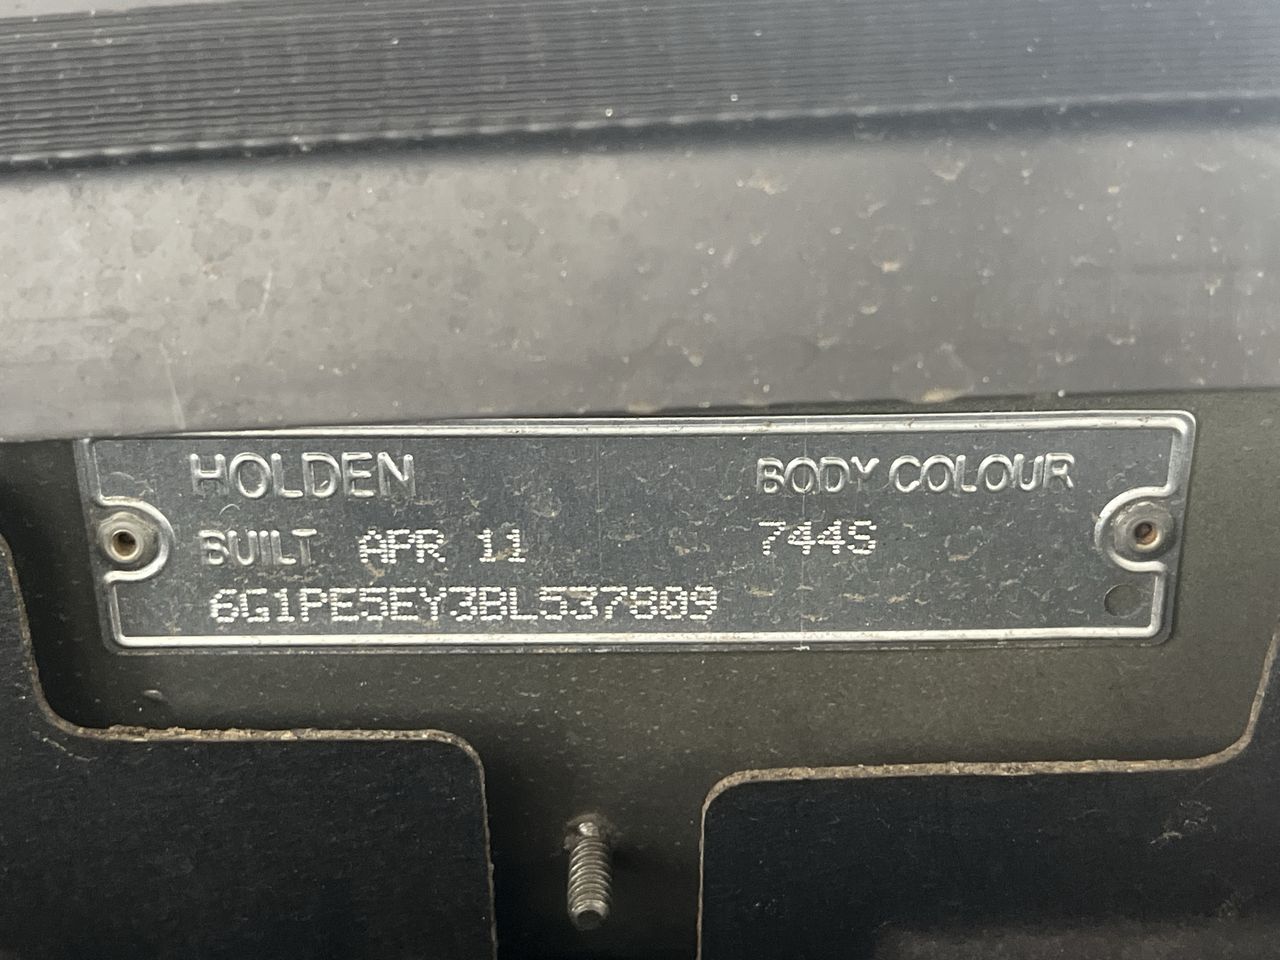 HOLDEN BODY COLOUR
BUILT APR 11 744S
6G1PE5EY3BL537809